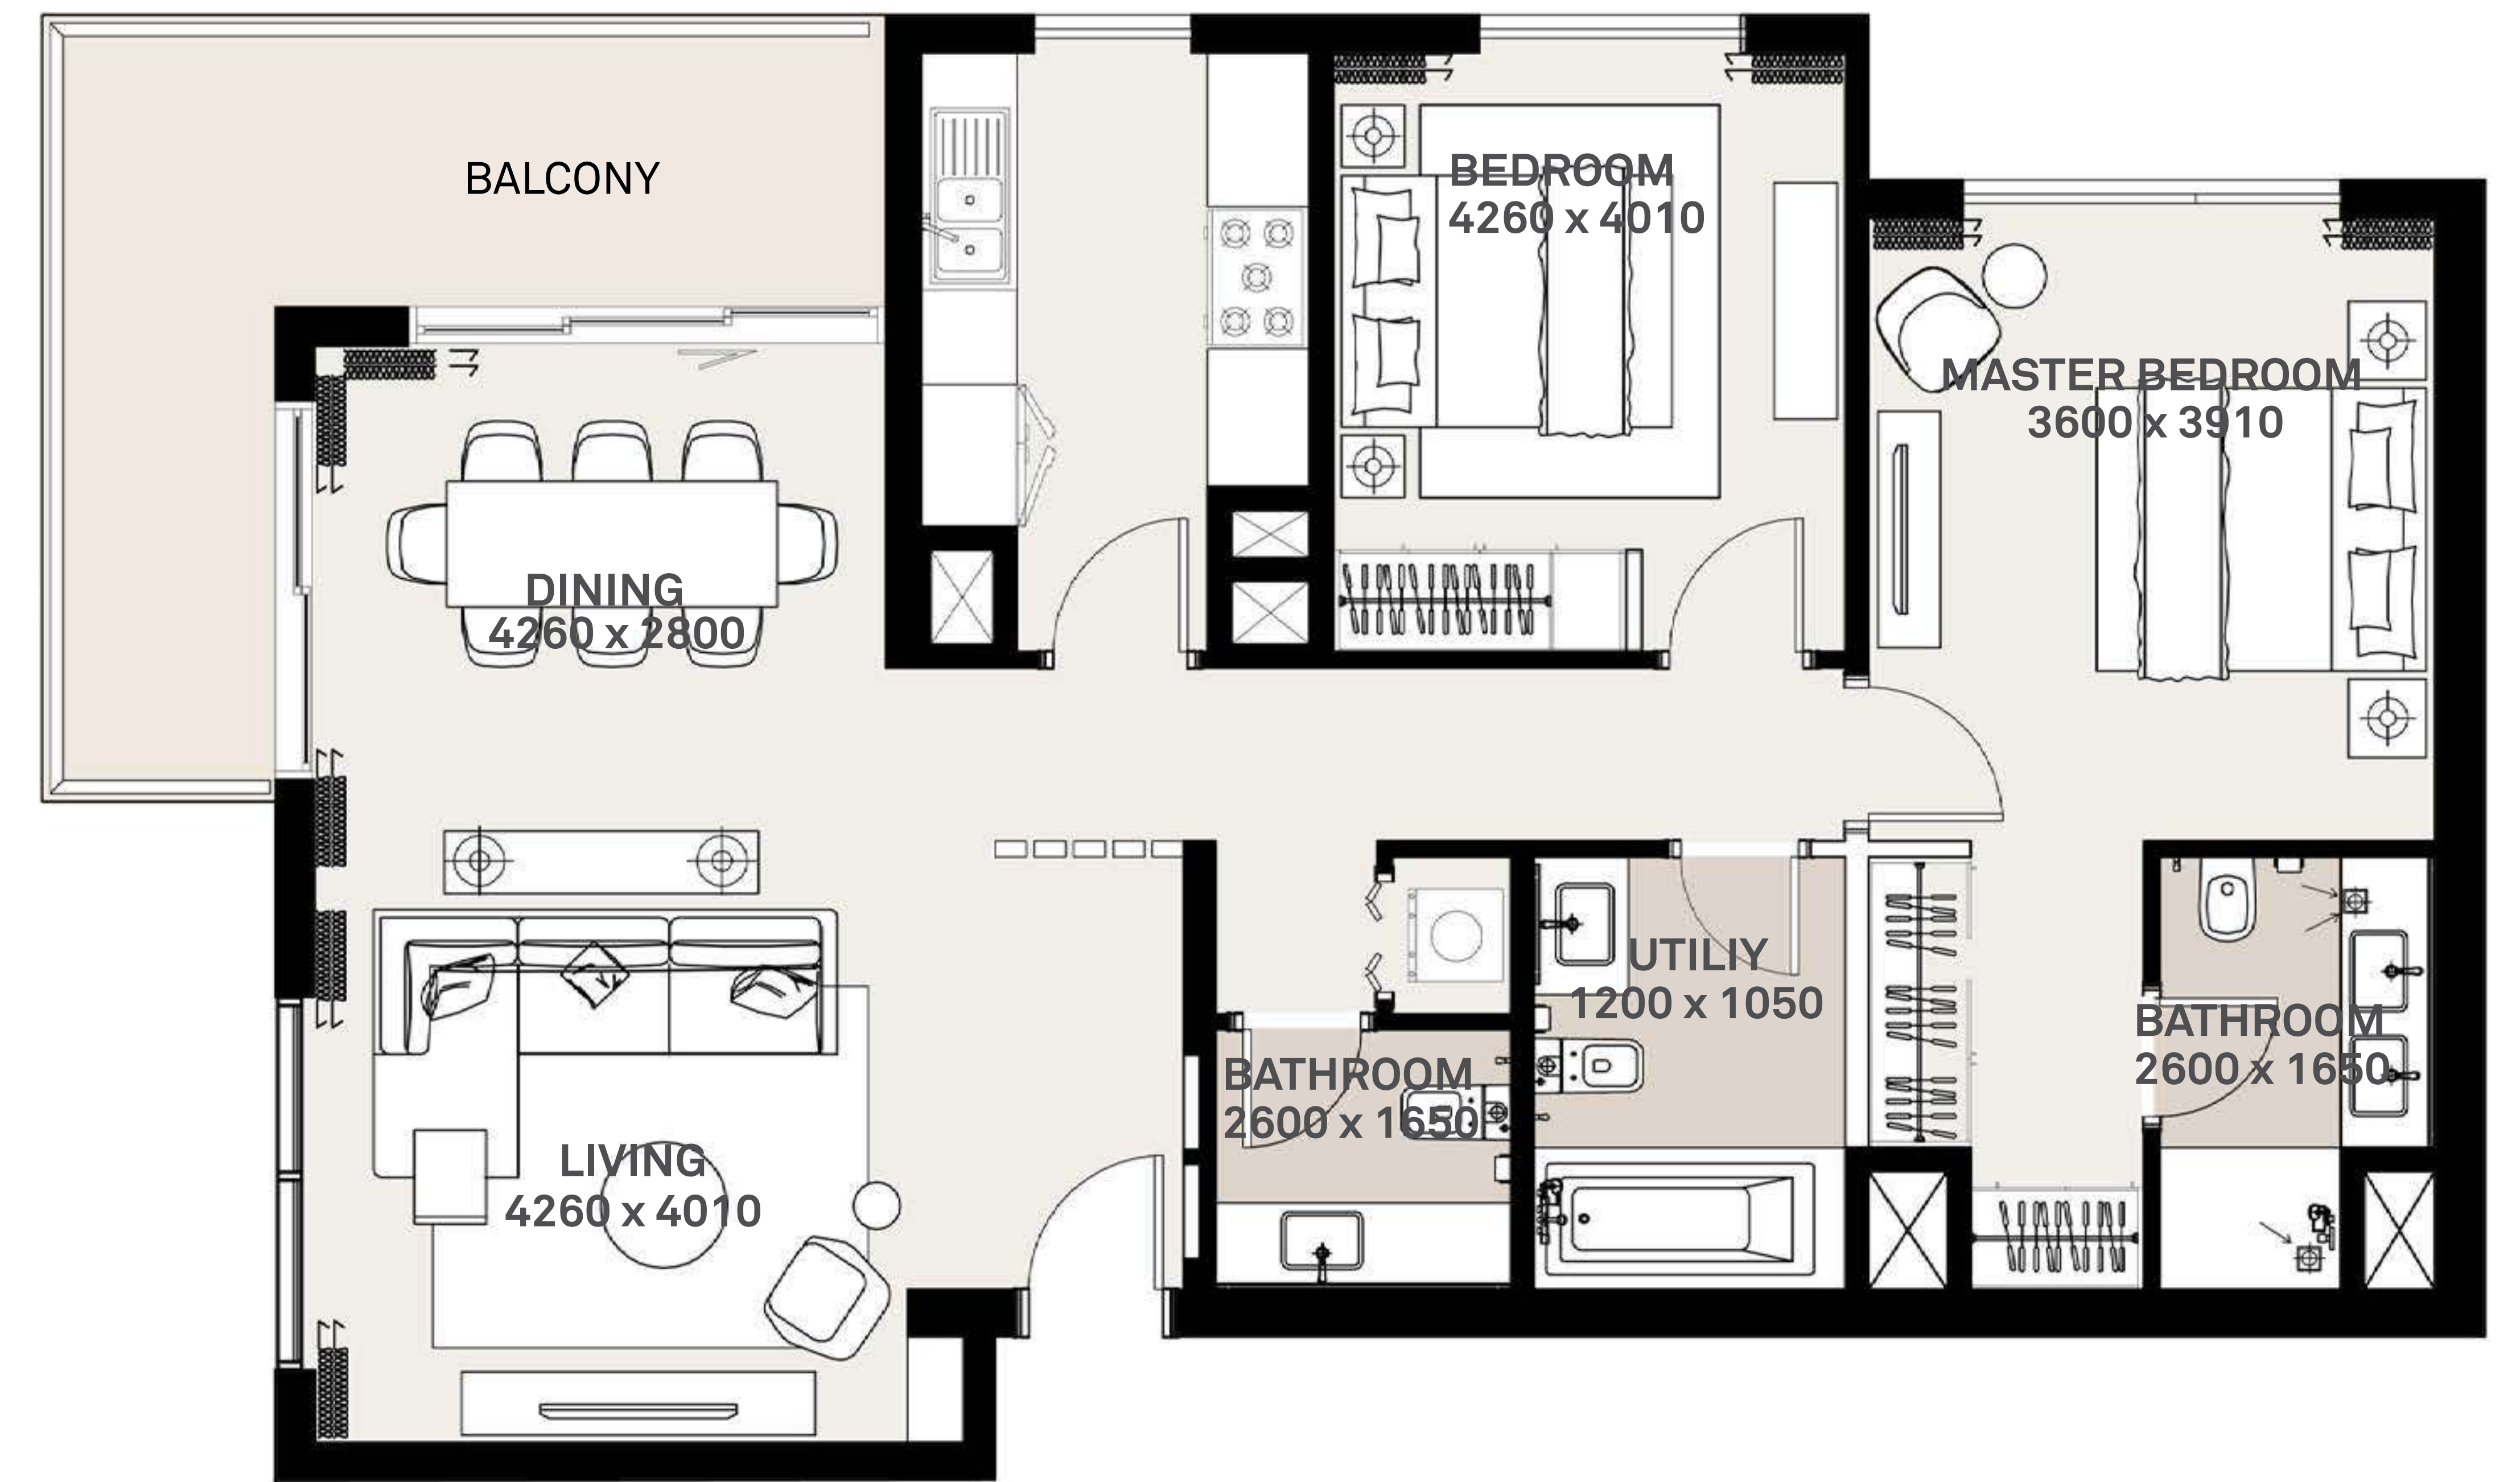 BALCONY
BEDROOM
4260 x 4010
MASTER BEDROOM
3600 x 3910
DINING
4260 x 2800
UTILIY
1200 x 1050
BATHROOM
2600 x 1650
BATHROOM
2600 x 1650
LIVING
4260 x 4010